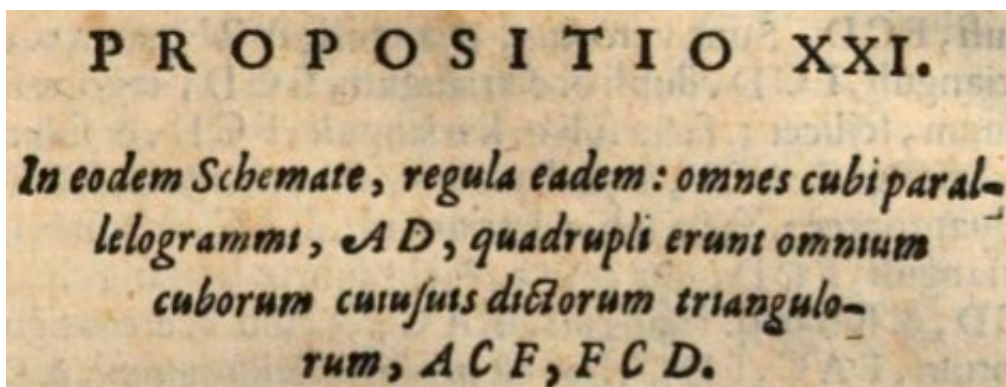 PROPOSITIO XXI.
In eodem Schemate, regula eadem: omnes cubi paral-
lelogrammi, AD, quadrupli erunt omnium
cuborum cuiuſuis dictorum triangulo-
rum, ACF, FCD.